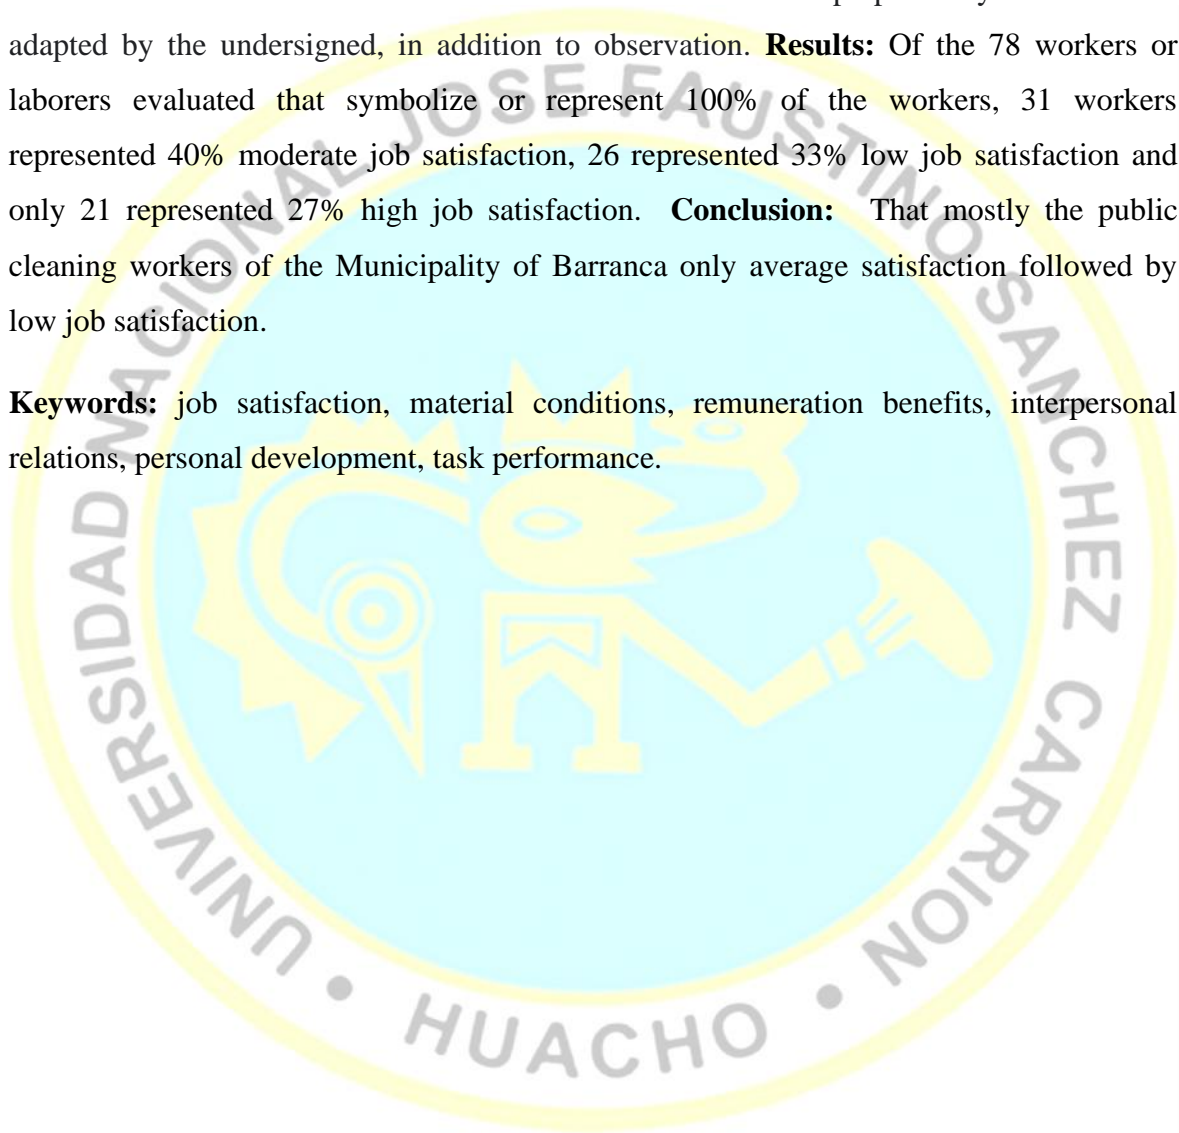 adapted by the undersigned, in addition to observation. Results: Of the 78 workers or
laborers evaluated that symbolize or represent 100% of the workers, 31 workers
represented 40% moderate job satisfaction, 26 represented 33% low job satisfaction and
only 21 represented 27% high job satisfaction. Conclusion: That mostly the public
cleaning workers of the Municipality of Barranca only average satisfaction followed by
low job satisfaction.
Keywords: job satisfaction, material conditions, remuneration benefits, interpersonal
relations, personal development, task performance.
UNIVERSIDAD NACIONAL JOSE FAUSTINO SANCHEZ CARRION
• HUACHO •